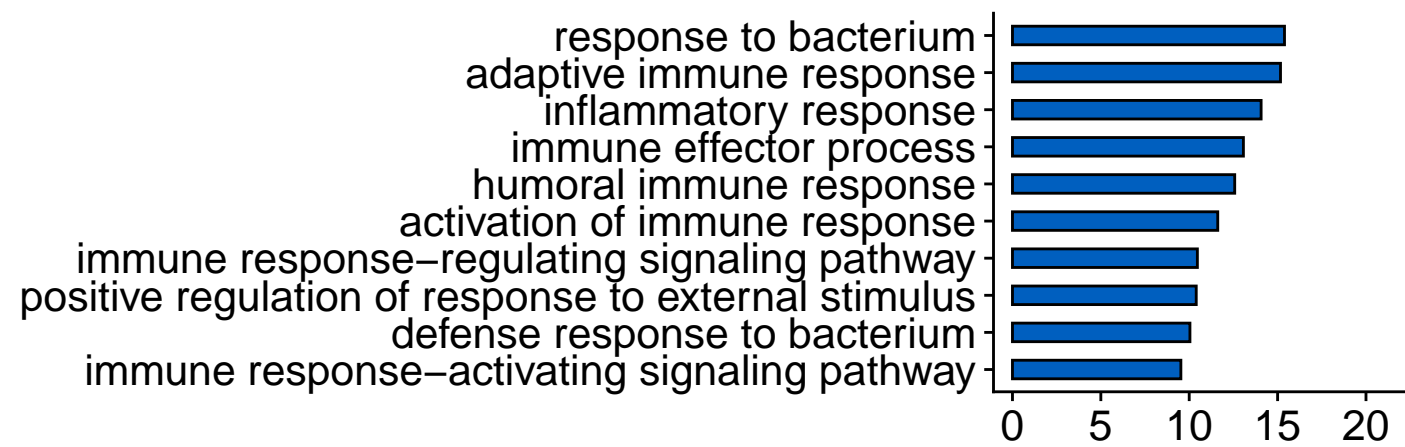 response to bacterium
adaptive immune response
inflammatory response
immune effector process
humoral immune response
activation of immune response
immune response−regulating signaling pathway
positive regulation of response to external stimulus
defense response to bacterium
immune response−activating signaling pathway
0 5 10 15 20